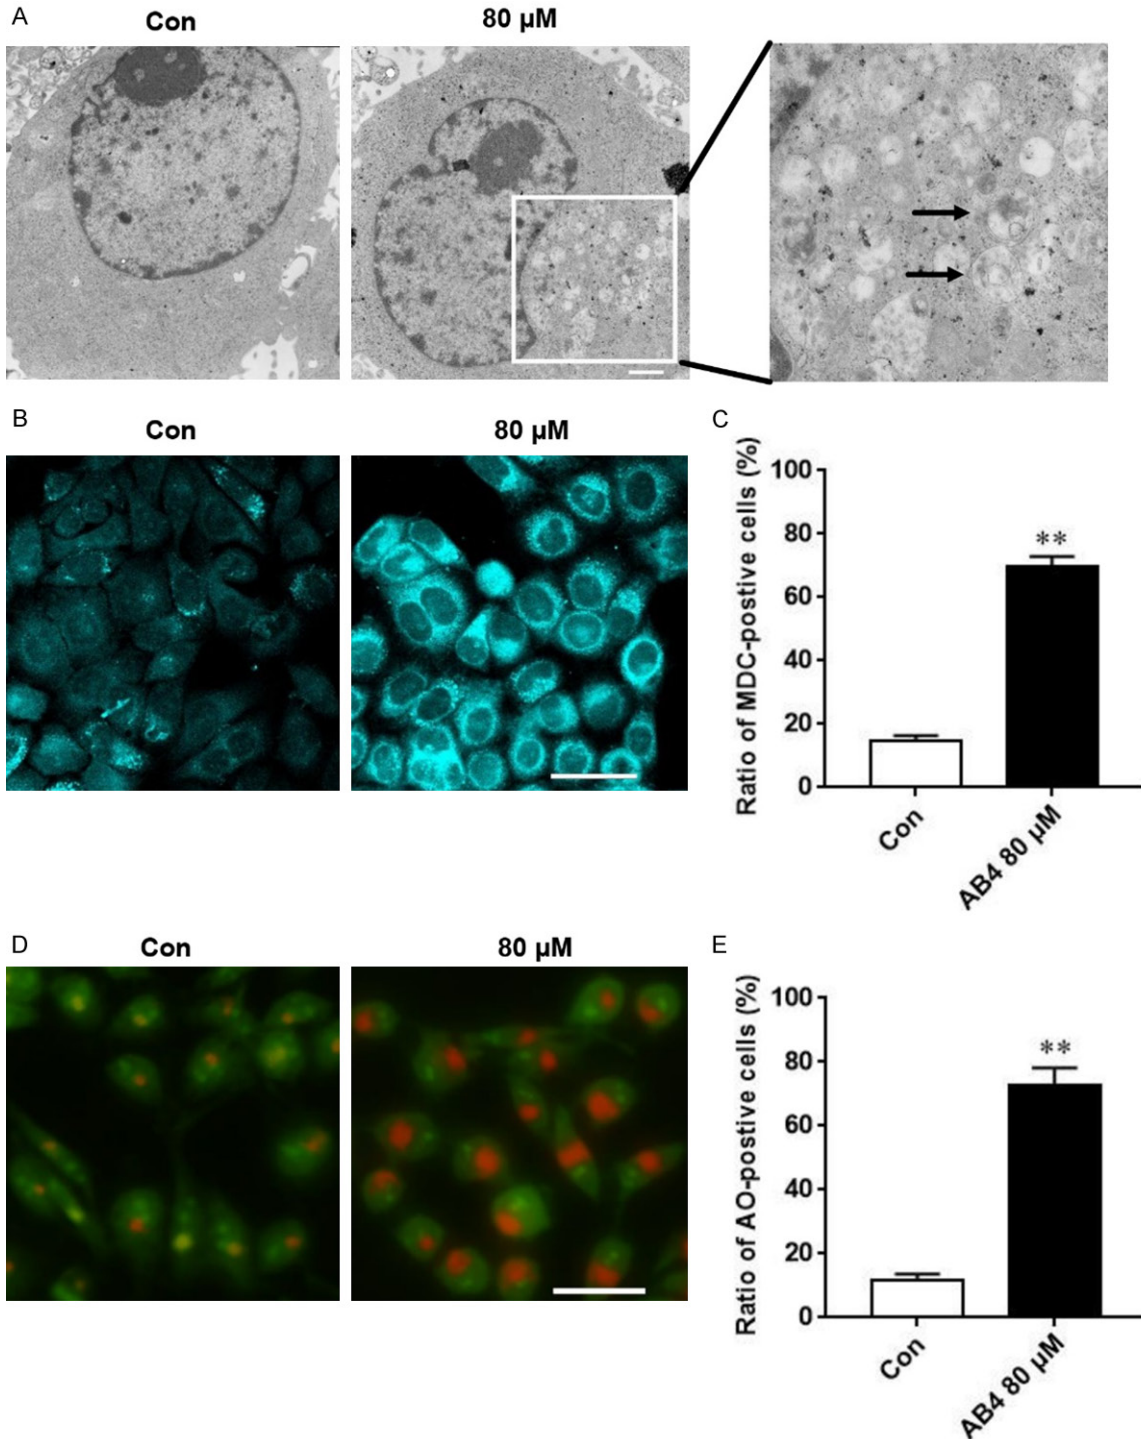 A
Con
80 µM
B
Con
80 µM
C
Ratio of MDC-postive cells (%)
100
80
60
40
20
0
**
Con
AB4 80 µM
D
Con
80 µM
E
Ratio of AO-postive cells (%)
100
80
60
40
20
0
**
Con
AB4 80 µM